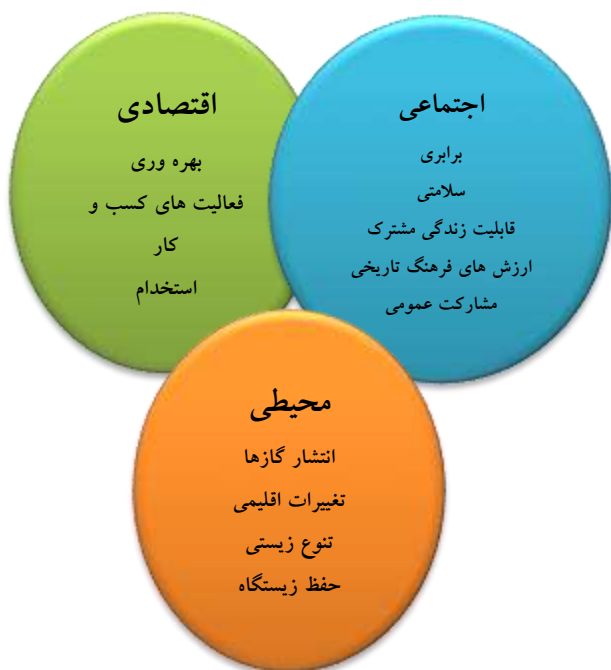 اجتماعی
برابری
سلامتی
قابلیت زندگی مشترک
ارزش های فرهنگ تاریخی
مشارکت عمومی
اقتصادی
بهره وری
فعالیت های کسب و
کار
استخدام
محیطی
انتشار گازها
تغییرات اقلیمی
تنوع زیستی
حفظ زیستگاه